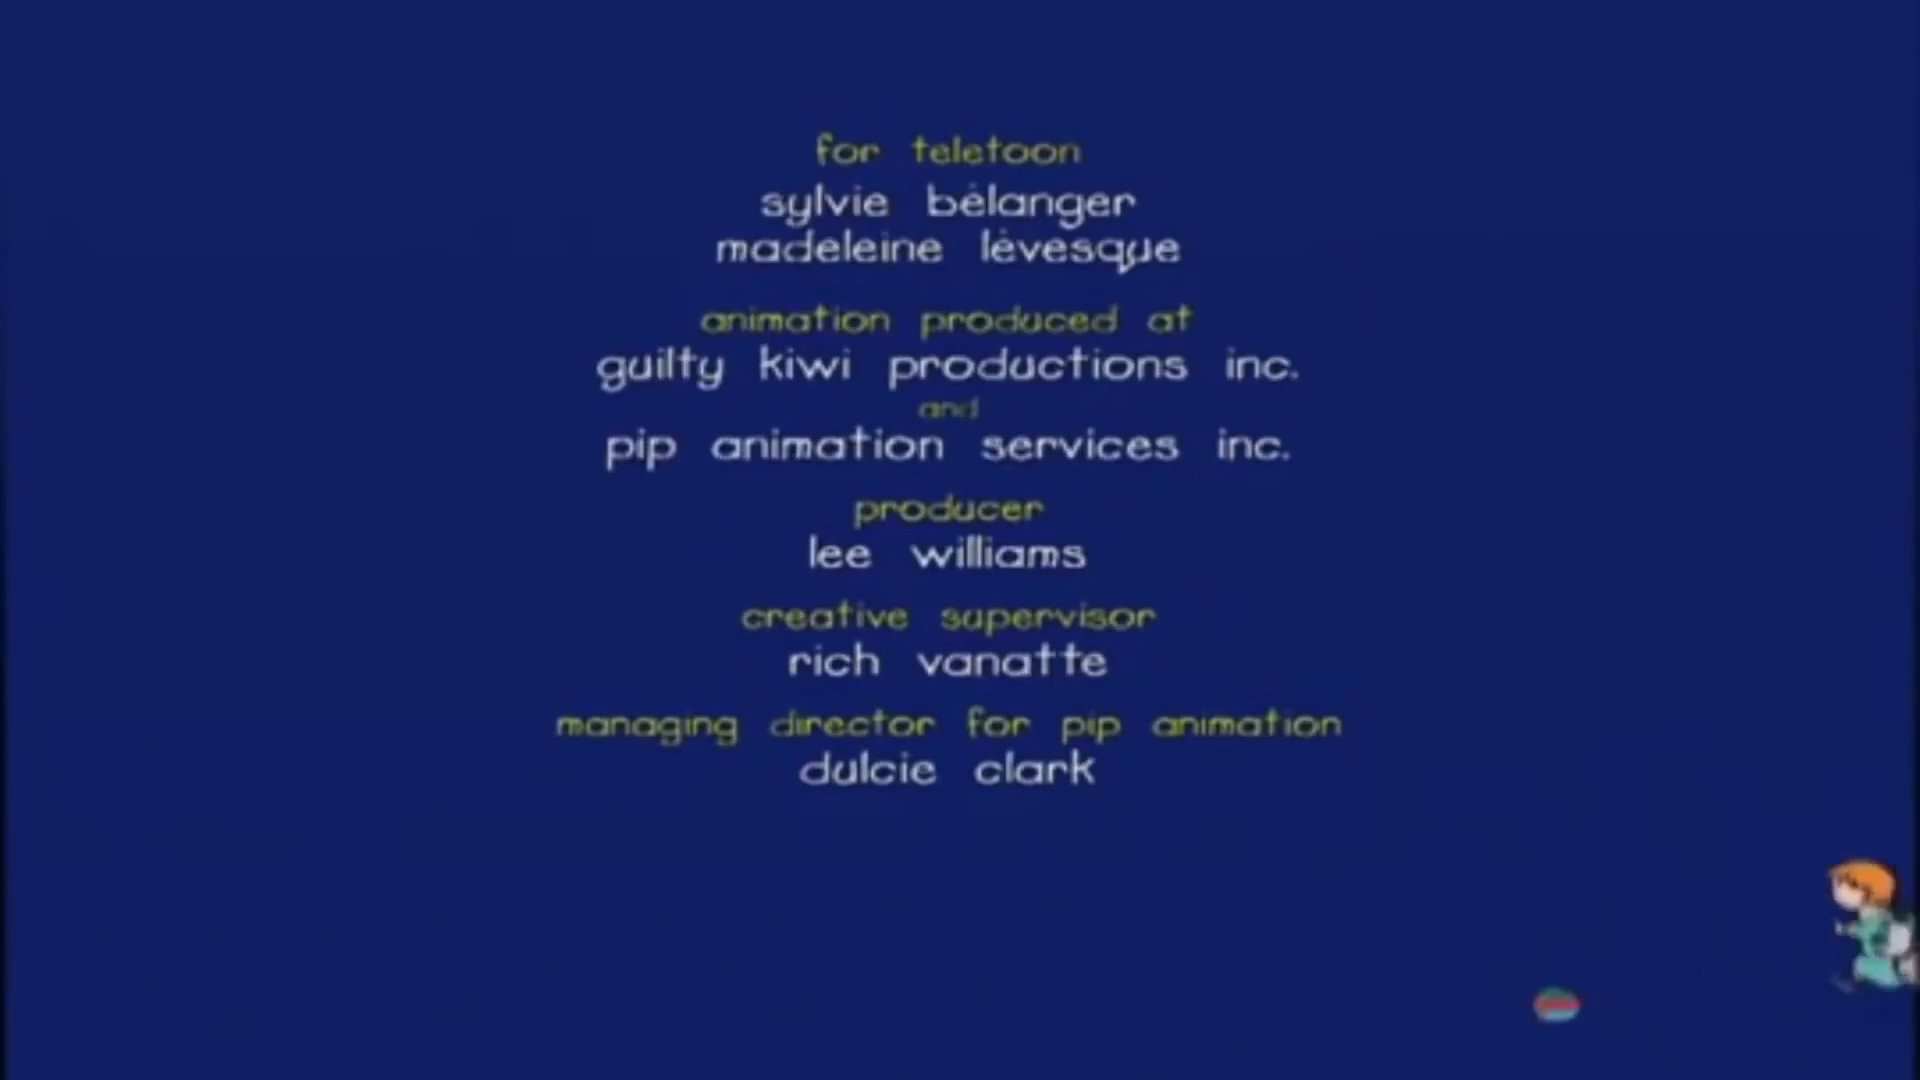 for teletoon
sylvie bélanger
madeleine lévesque
animation produced at
guilty kiwi productions inc.
and
pip animation services inc.
producer
lee williams
creative supervisor
rich vanatte
managing director for pip animation
dulcie clark